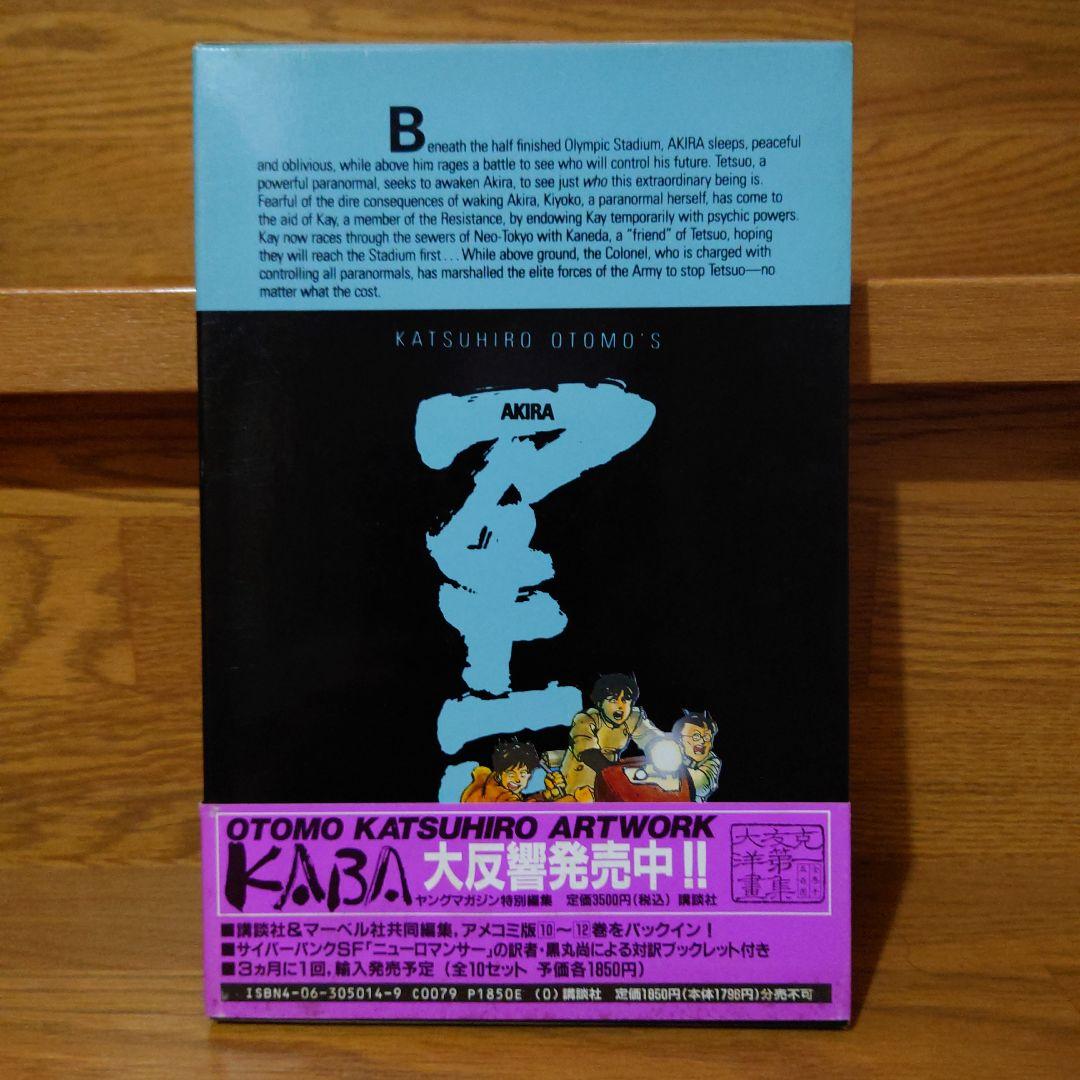 Beneath the half finished Olympic Stadium, AKIRA sleeps, peaceful
and oblivious, while above him rages a battle to see who will control his future. Tetsuo, a
powerful paranormal, seeks to awaken Akira, to see just who this extraordinary being is.
Fearful of the dire consequences of waking Akira, Kiyoko, a paranormal herself, has come to
the aid of Kay, a member of the Resistance, by endowing Kay temporarily with psychic powers.
Kay now races through the sewers of Neo-Tokyo with Kaneda, a "friend" of Tetsuo, hoping
they will reach the Stadium first... While above ground, the Colonel, who is charged with
controlling all paranormals, has marshalled the elite forces of the Army to stop Tetsuo—no
matter what the cost.
KATSUHIRO OTOMO'S
AKIRA
アキ
OTOMO KATSUHIRO ARTWORK
KABA 大反響発売中!!
ヤングマガジン特別編集 定価3500円(税込) 講談社
克
友第一集
大洋畫
■講談社&マーベル社共同編集,アメコミ版10〜12巻をパックイン!
■サイバーパンクSF「ニューロマンサー」の訳者・黒丸尚による対訳ブックレット付き
■3ヵ月に1回,輸入発売予定(全10セット 予価各1850円)
ISBN4-06-305014-9 C0079 P1850E (0) 講談社 定価1850円(本体1796円)分売不可